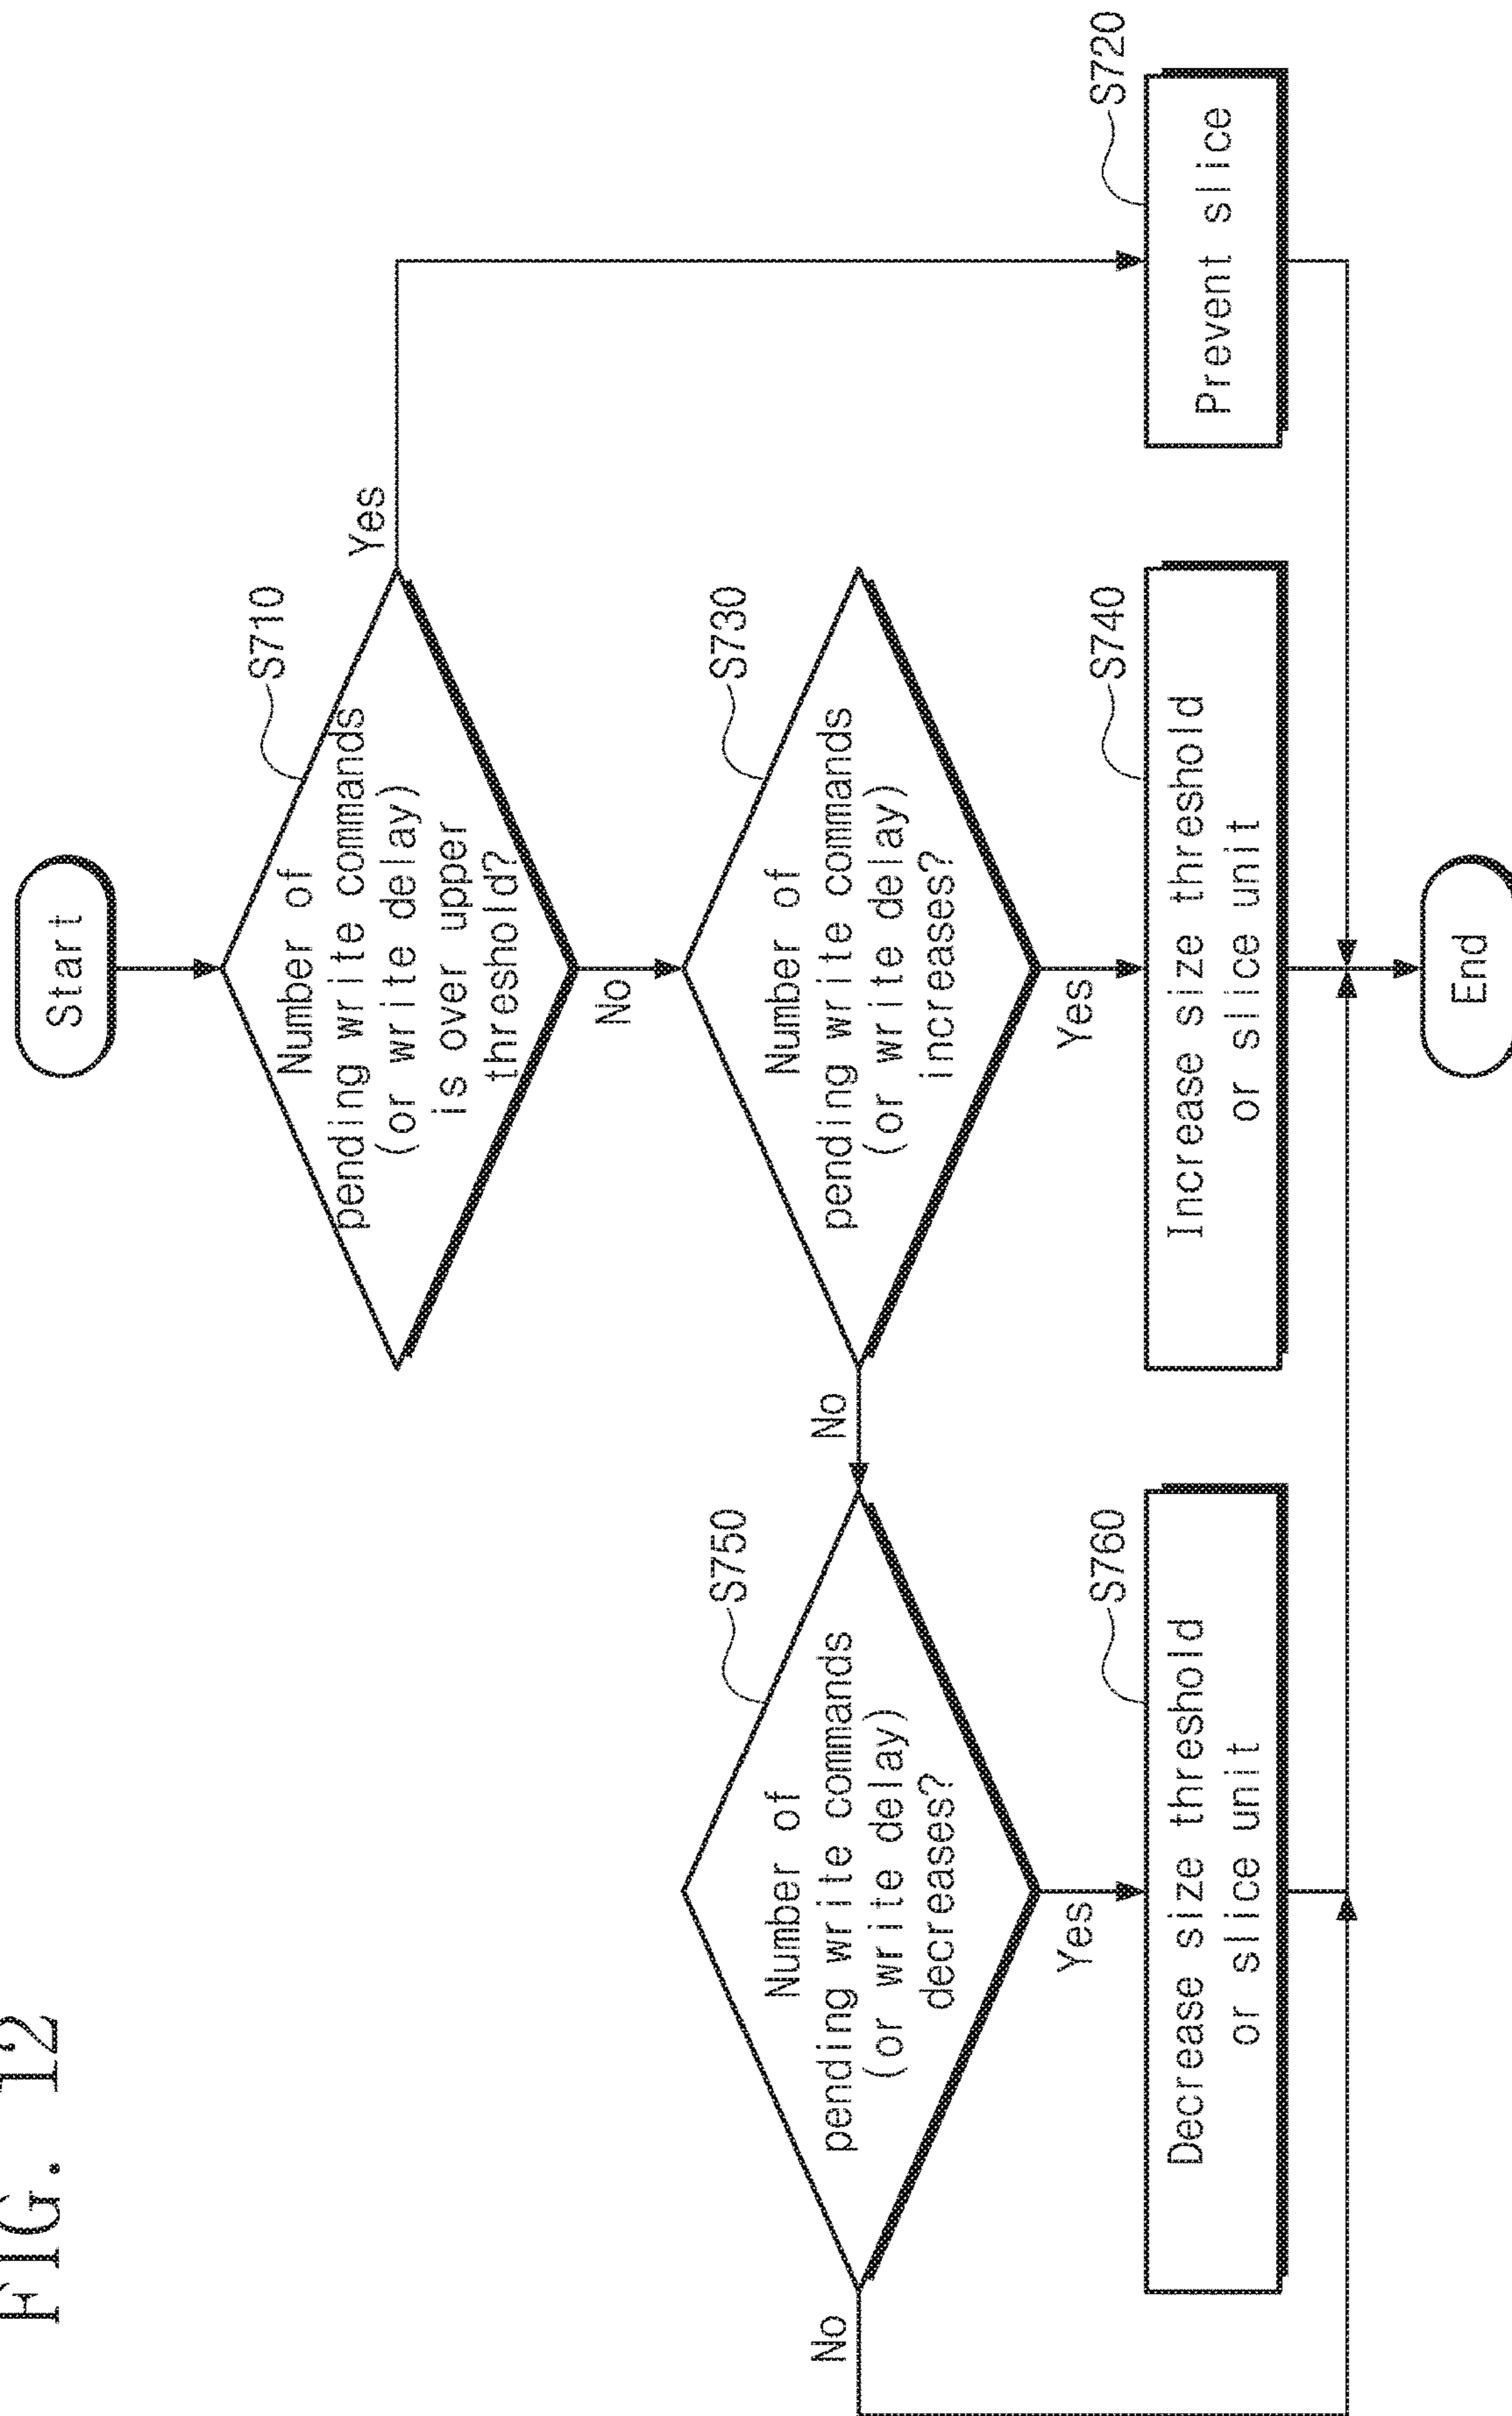 FIG. 12
Start
S710
Number of
pending write commands
(or write delay)
is over upper
threshold?
Yes
No
S730
Number of
pending write commands
(or write delay)
increases?
No
Yes
S750
Number of
pending write commands
(or write delay)
decreases?
No
Yes
S760
Decrease size threshold
or slice unit
S740
Increase size threshold
or slice unit
S720
Prevent slice
End